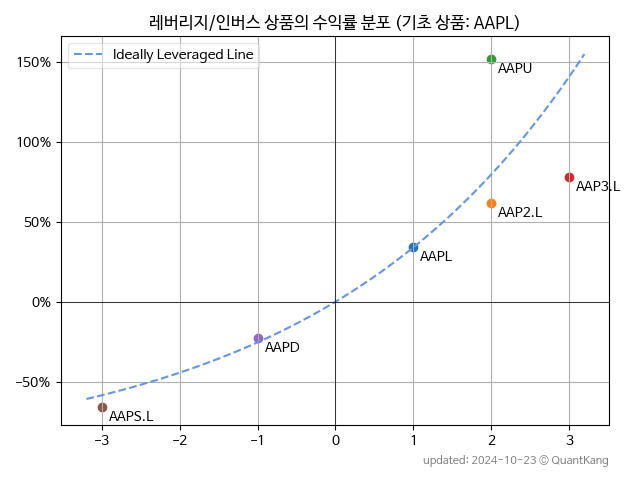 레버리지/인버스 상품의 수익률 분포 (기초 상품: AAPL)
Ideally Leveraged Line
150%
100%
50%
0%
−50%
AAPU
AAP3.L
AAP2.L
AAPL
AAPD
AAPS.L
−3 −2 −1 0 1 2 3
updated: 2024-10-23 © QuantKang